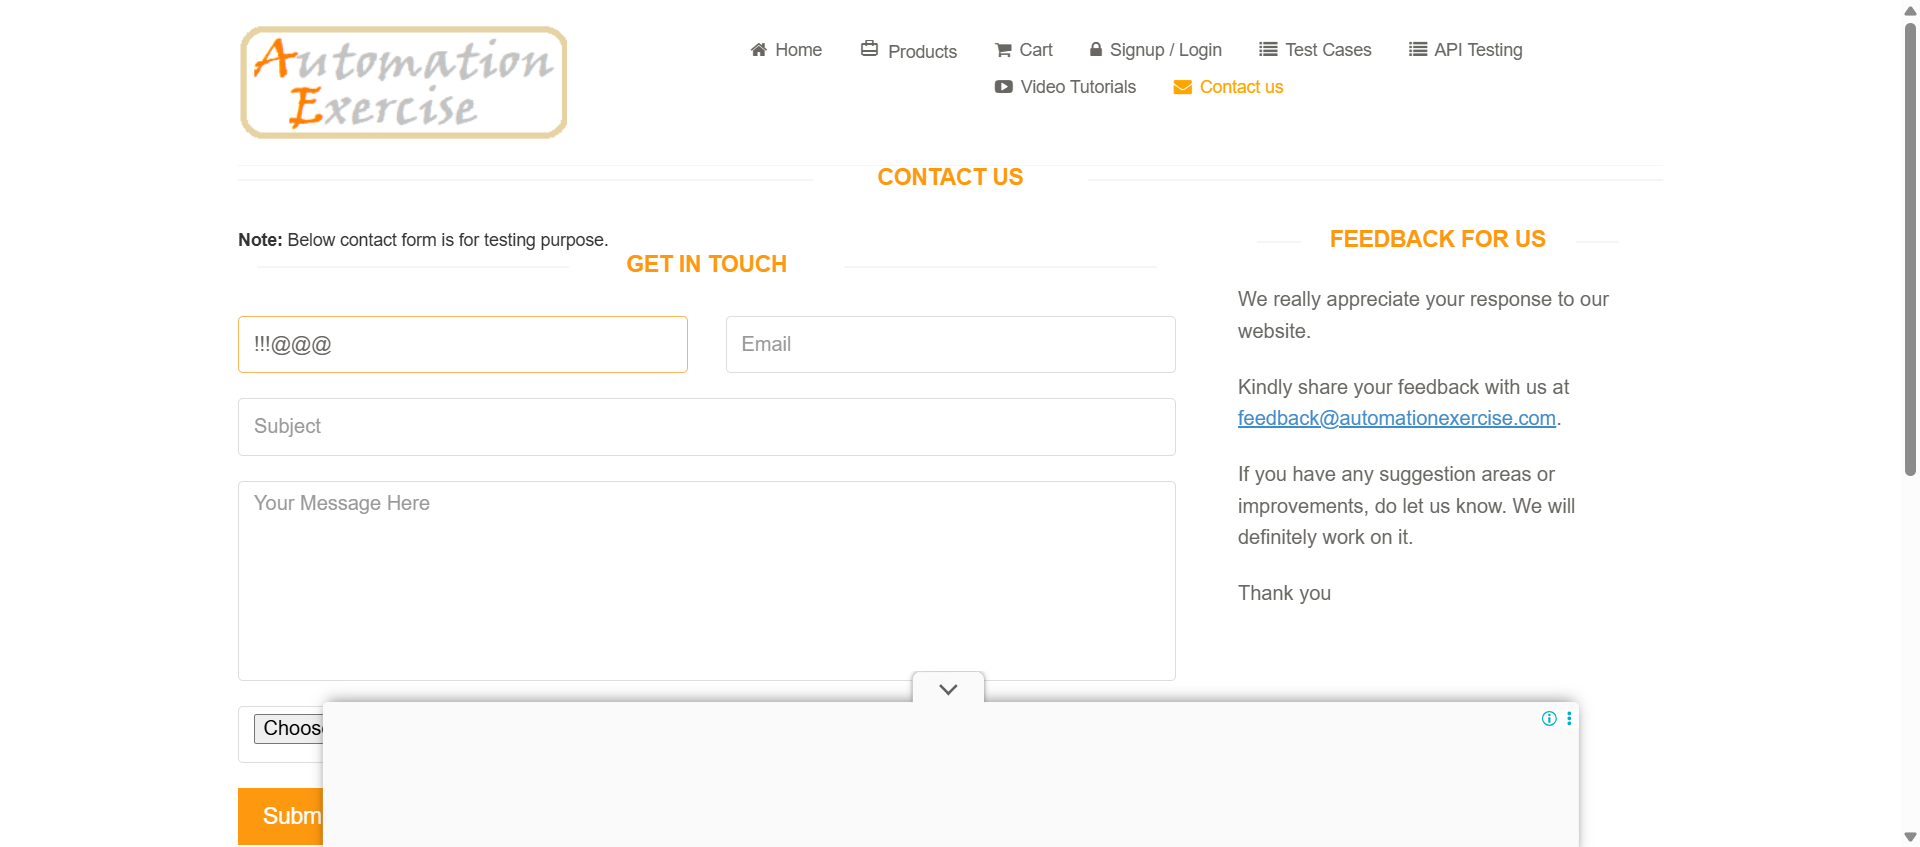 Automation
Exercise
Home
Products
Cart
Signup / Login
Test Cases
API Testing
Video Tutorials
Contact us
CONTACT US
Note: Below contact form is for testing purpose.
GET IN TOUCH
!!!@@@
Email
Subject
Your Message Here
Choos
Subm
FEEDBACK FOR US
We really appreciate your response to our
website.
Kindly share your feedback with us at
feedback@automationexercise.com.
If you have any suggestion areas or
improvements, do let us know. We will
definitely work on it.
Thank you